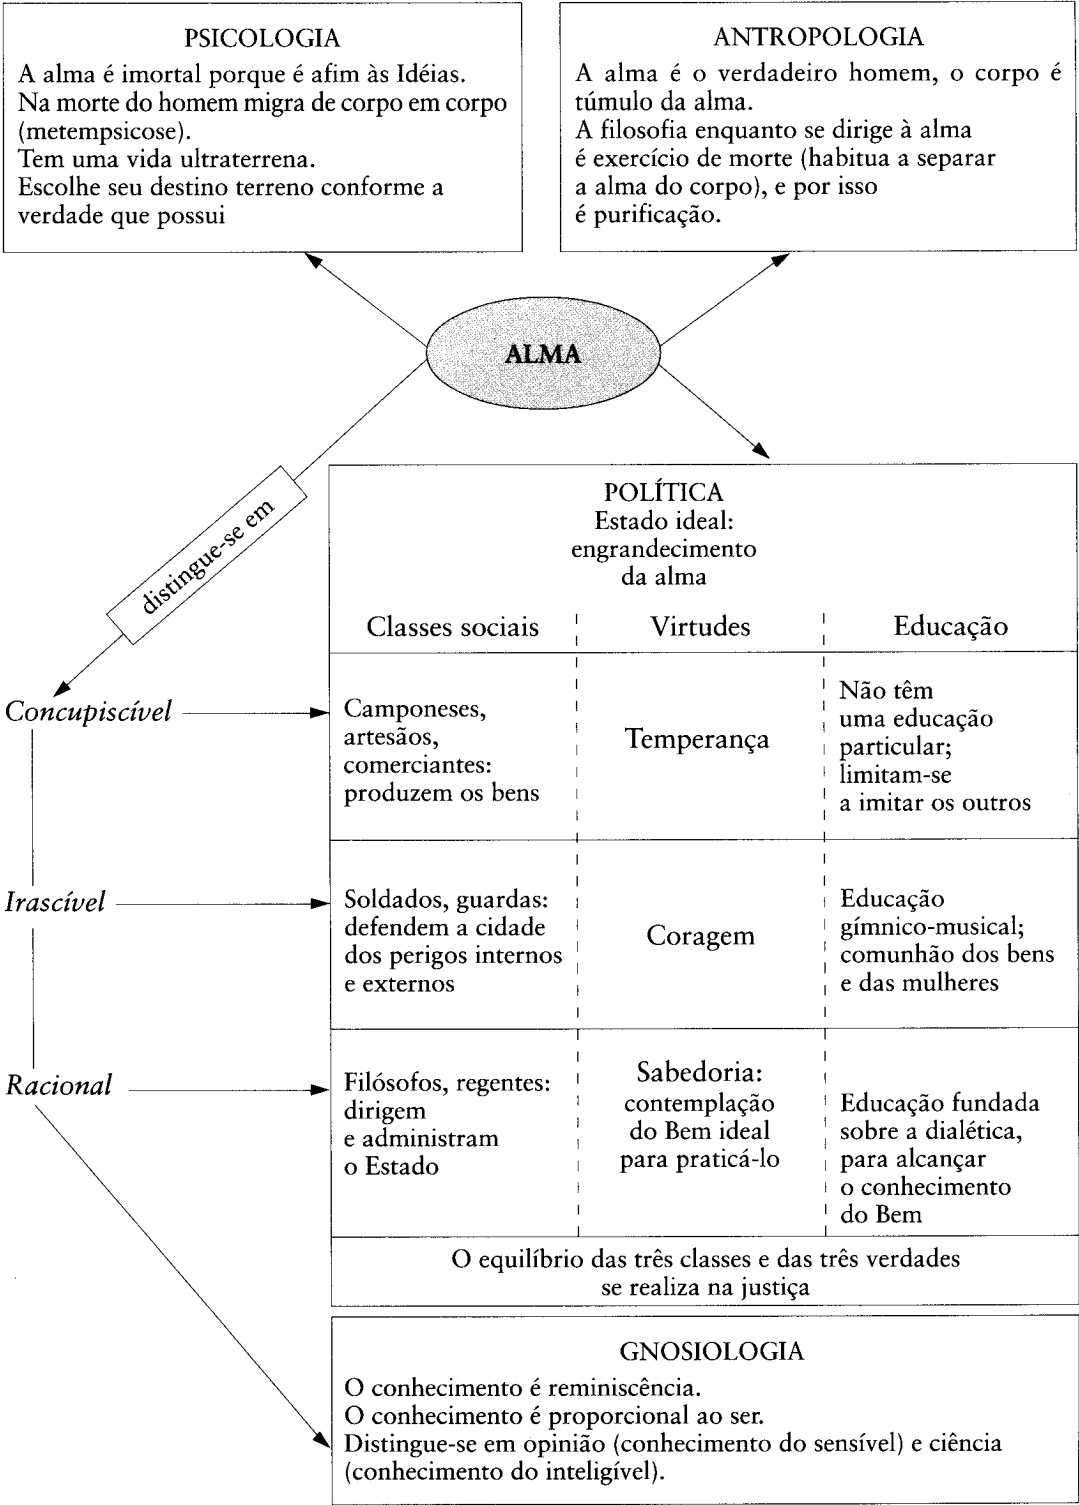 PSICOLOGIA
A alma é imortal porque é afim às Idéias.
Na morte do homem migra de corpo em corpo
(metempsicose).
Tem uma vida ultraterrena.
Escolhe seu destino terreno conforme a
verdade que possui
ANTROPOLOGIA
A alma é o verdadeiro homem, o corpo é
túmulo da alma.
A filosofia enquanto se dirige à alma
é exercício de morte (habitua a separar
a alma do corpo), e por isso
é purificação.
ALMA
distingue-se em
POLÍTICA
Estado ideal:
engrandecimento
da alma
Classes sociais
Virtudes
Educação
Concupiscível
Camponeses,
artesãos,
comerciantes:
produzem os bens
Temperança
Não têm
uma educação
particular;
limitam-se
a imitar os outros
Irascível
Soldados, guardas:
defendem a cidade
dos perigos internos
e externos
Coragem
Educação
gímnico-musical;
comunhão dos bens
e das mulheres
Racional
Filósofos, regentes:
dirigem
e administram
o Estado
Sabedoria:
contemplação
do Bem ideal
para praticá-lo
Educação fundada
sobre a dialética,
para alcançar
o conhecimento
do Bem
O equilíbrio das três classes e das três verdades
se realiza na justiça
GNOSIOLOGIA
O conhecimento é reminiscência.
O conhecimento é proporcional ao ser.
Distingue-se em opinião (conhecimento do sensível) e ciência
(conhecimento do inteligível).